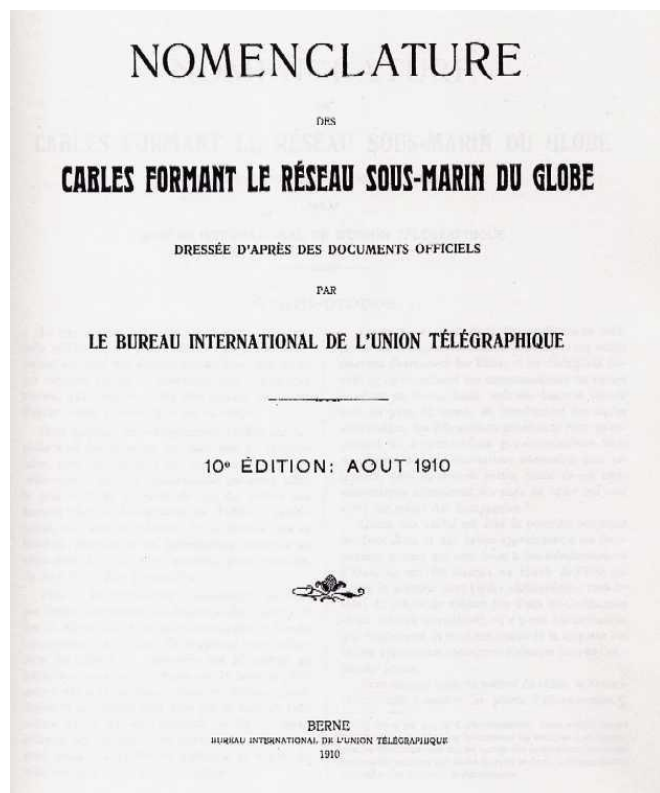 NOMENCLATURE
DES
CABLES FORMANT LE RÉSEAU SOUS-MARIN DU GLOBE
DRESSÉE D'APRÈS DES DOCUMENTS OFFICIELS
PAR
LE BUREAU INTERNATIONAL DE L'UNION TÉLÉGRAPHIQUE
10e ÉDITION: AOUT 1910
BERNE
BUREAU INTERNATIONAL DE L'UNION TÉLÉGRAPHIQUE
1910